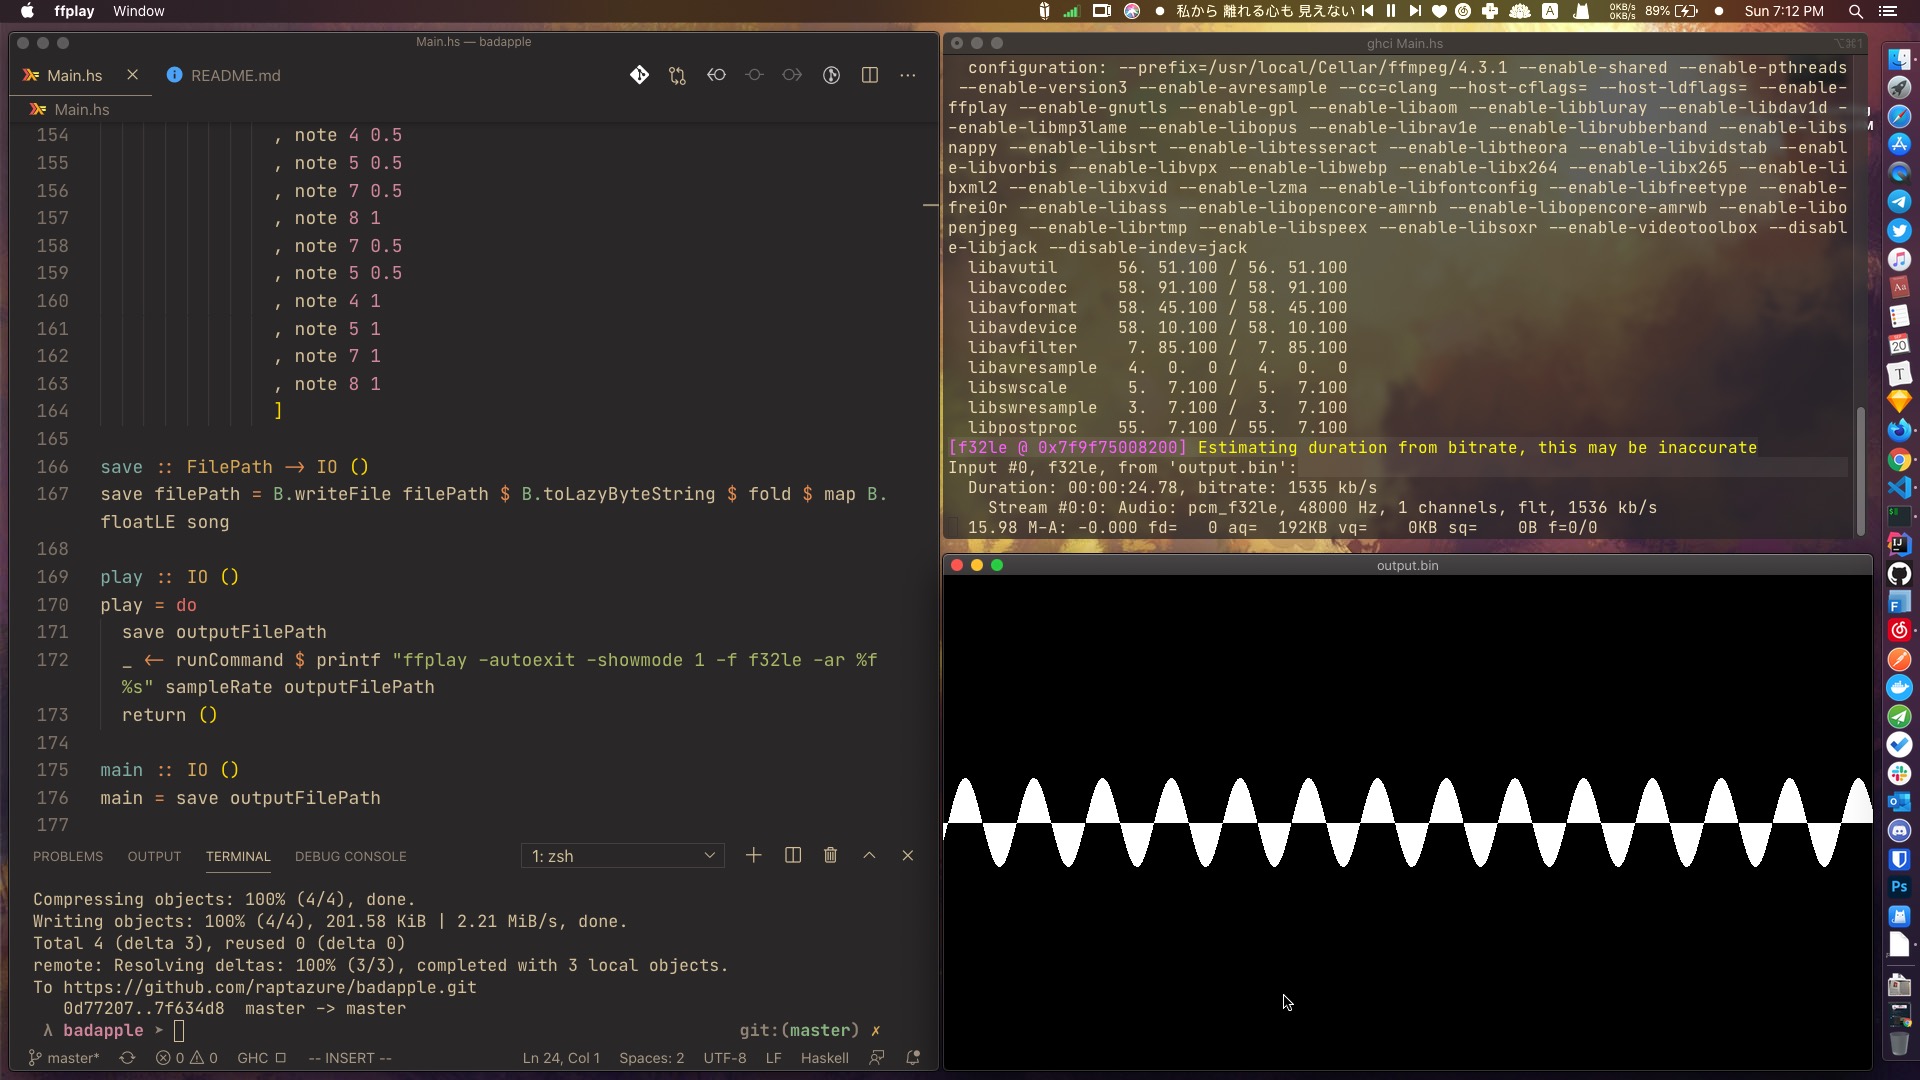 ffplay Window
私から 離れる心も 見えない
A
0KB/s
0KB/s
89%
Sun 7:12 PM
Main.hs — badapple
Main.hs
README.md
Main.hs
154 , note 4 0.5
155 , note 5 0.5
156 , note 7 0.5
157 , note 8 1
158 , note 7 0.5
159 , note 5 0.5
160 , note 4 1
161 , note 5 1
162 , note 7 1
163 , note 8 1
164 ]
165
166 save :: FilePath -> IO ()
167 save filePath = B.writeFile filePath $ B.toLazyByteString $ fold $ map B.
floatLE song
168
169 play :: IO ()
170 play = do
171 save outputFilePath
172 _ <- runCommand $ printf "ffplay -autoexit -showmode 1 -f f32le -ar %f
%s" sampleRate outputFilePath
173 return ()
174
175 main :: IO ()
176 main = save outputFilePath
177
PROBLEMS OUTPUT TERMINAL DEBUG CONSOLE
1: zsh
Compressing objects: 100% (4/4), done.
Writing objects: 100% (4/4), 201.58 KiB | 2.21 MiB/s, done.
Total 4 (delta 3), reused 0 (delta 0)
remote: Resolving deltas: 100% (3/3), completed with 3 local objects.
To https://github.com/raptazure/badapple.git
0d77207..7f634d8 master -> master
λ badapple ➤
git:(master) ✗
master* 0 0 GHC -- INSERT -- Ln 24, Col 1 Spaces: 2 UTF-8 LF Haskell
ghci Main.hs
⌥⌘1
configuration: --prefix=/usr/local/Cellar/ffmpeg/4.3.1 --enable-shared --enable-pthreads
--enable-version3 --enable-avresample --cc=clang --host-cflags= --host-ldflags= --enable-
ffplay --enable-gnutls --enable-gpl --enable-libaom --enable-libbluray --enable-libdav1d -
-enable-libmp3lame --enable-libopus --enable-librav1e --enable-librubberband --enable-libs
nappy --enable-libsrt --enable-libtesseract --enable-libtheora --enable-libvidstab --enabl
e-libvorbis --enable-libvpx --enable-libwebp --enable-libx264 --enable-libx265 --enable-li
bxml2 --enable-libxvid --enable-lzma --enable-libfontconfig --enable-libfreetype --enable-
frei0r --enable-libass --enable-libopencore-amrnb --enable-libopencore-amrwb --enable-libo
penjpeg --enable-librtmp --enable-libspeex --enable-libsoxr --enable-videotoolbox --disabl
e-libjack --disable-indev=jack
libavutil 56. 51.100 / 56. 51.100
libavcodec 58. 91.100 / 58. 91.100
libavformat 58. 45.100 / 58. 45.100
libavdevice 58. 10.100 / 58. 10.100
libavfilter 7. 85.100 / 7. 85.100
libavresample 4. 0. 0 / 4. 0. 0
libswscale 5. 7.100 / 5. 7.100
libswresample 3. 7.100 / 3. 7.100
libpostproc 55. 7.100 / 55. 7.100
[f32le @ 0x7f9f75008200] Estimating duration from bitrate, this may be inaccurate
Input #0, f32le, from 'output.bin':
Duration: 00:00:24.78, bitrate: 1535 kb/s
Stream #0:0: Audio: pcm_f32le, 48000 Hz, 1 channels, flt, 1536 kb/s
15.98 M-A: -0.000 fd= 0 aq= 192KB vq= 0KB sq= 0B f=0/0
output.bin
Aa
20
T
IJ
F
Ps